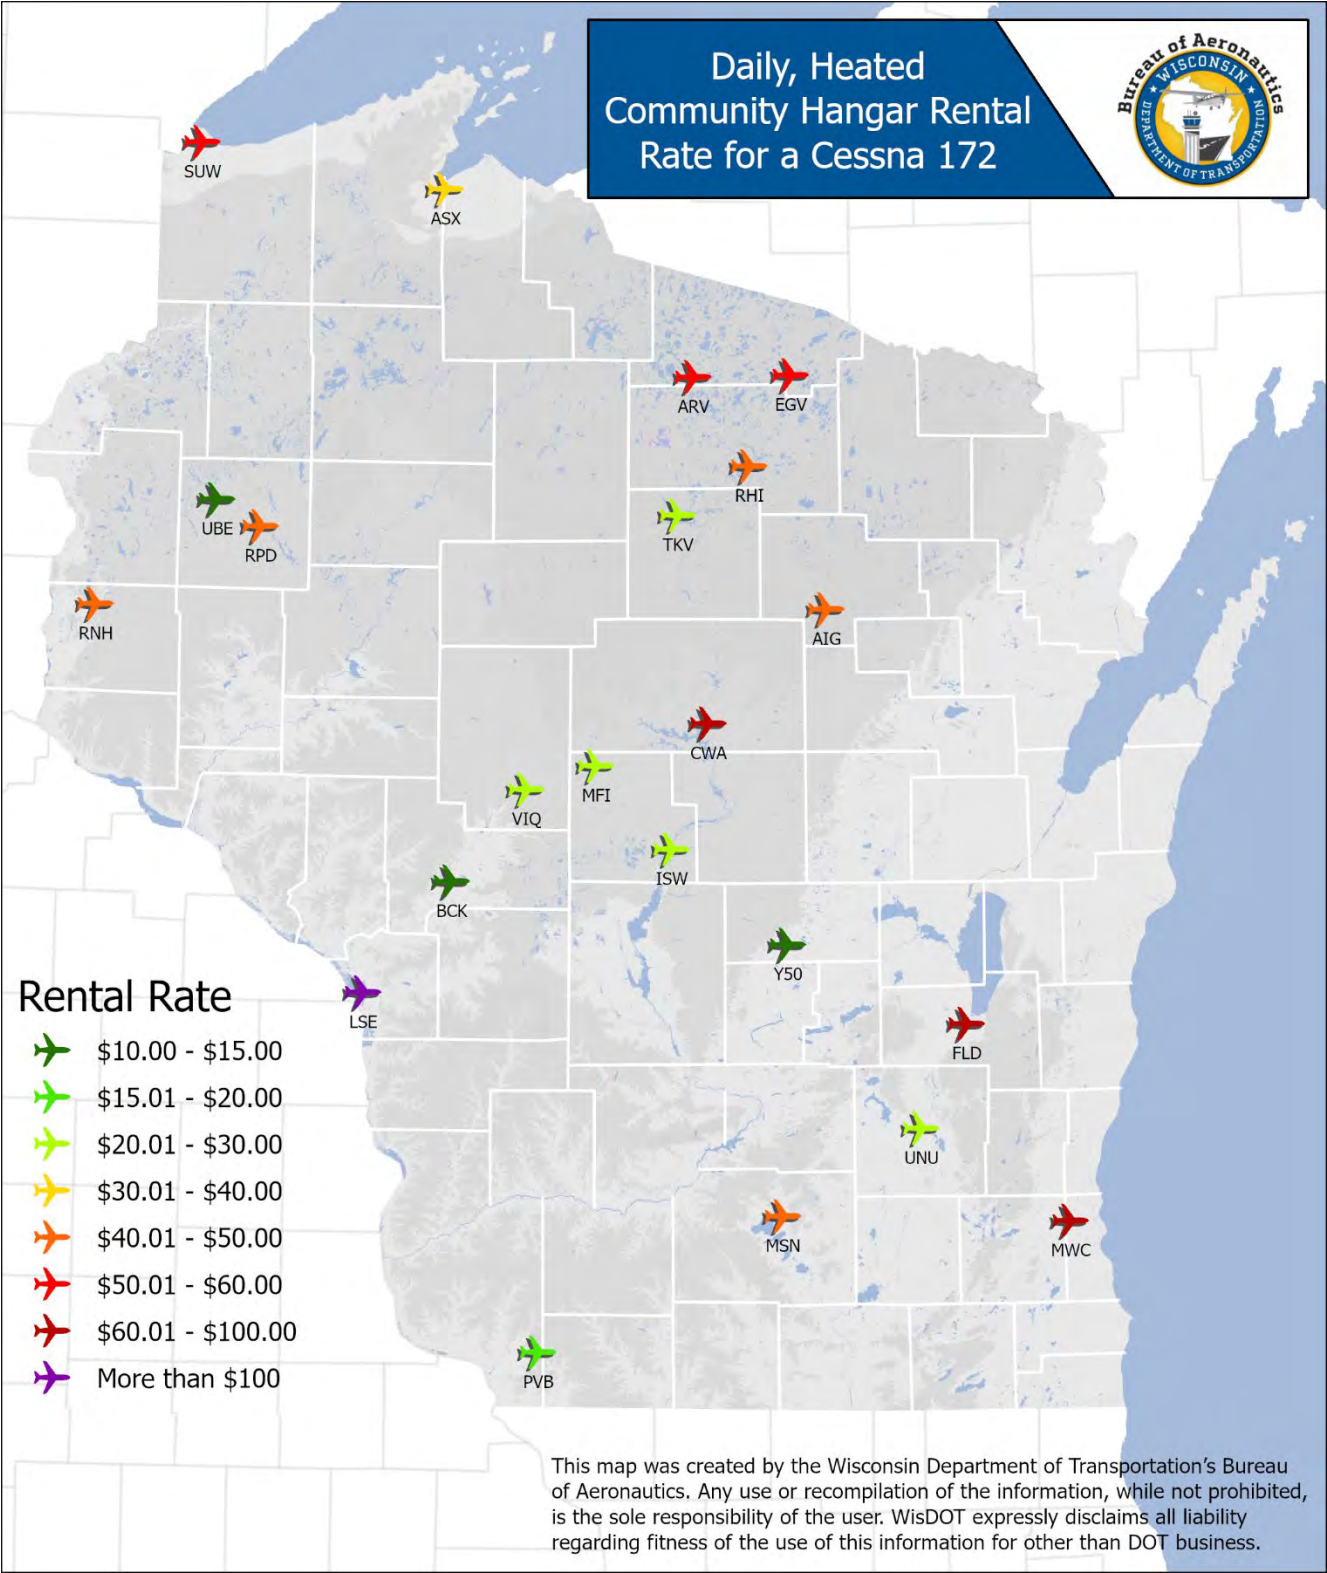 Daily, Heated
Community Hangar Rental
Rate for a Cessna 172
Bureau of Aeronautics
WISCONSIN
DEPARTMENT OF TRANSPORTATION
SUW
ASX
ARV
EGV
RHI
UBE
TKV
RPD
RNH
AIG
CWA
MFI
VIQ
ISW
BCK
Y50
LSE
FLD
UNU
MSN
MWC
PVB
Rental Rate
$10.00 - $15.00
$15.01 - $20.00
$20.01 - $30.00
$30.01 - $40.00
$40.01 - $50.00
$50.01 - $60.00
$60.01 - $100.00
More than $100
This map was created by the Wisconsin Department of Transportation's Bureau
of Aeronautics. Any use or recompilation of the information, while not prohibited,
is the sole responsibility of the user. WisDOT expressly disclaims all liability
regarding fitness of the use of this information for other than DOT business.